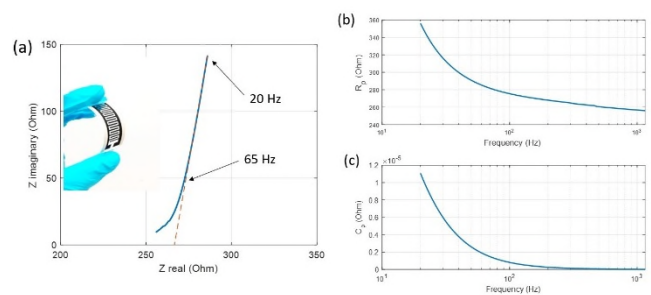 (a)
150
100
50
0
Z imaginary (Ohm)
200
250
300
350
Z real (Ohm)
20 Hz
65 Hz
(b)
360
340
320
300
280
260
240
R_p (Ohm)
10^1
10^2
10^3
Frequency (Hz)
(c)
×10^-5
1.2
1
0.8
0.6
0.4
0.2
0
C_p (Ohm)
10^1
10^2
10^3
Frequency (Hz)